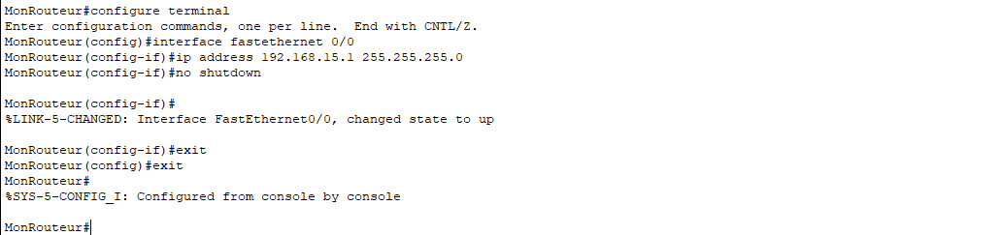 MonRouteur#configure terminal
Enter configuration commands, one per line.  End with CNTL/Z.
MonRouteur(config)#interface fastethernet 0/0
MonRouteur(config-if)#ip address 192.168.15.1 255.255.255.0
MonRouteur(config-if)#no shutdown
MonRouteur(config-if)#
%LINK-5-CHANGED: Interface FastEthernet0/0, changed state to up
MonRouteur(config-if)#exit
MonRouteur(config)#exit
MonRouteur#
%SYS-5-CONFIG_I: Configured from console by console
MonRouteur#